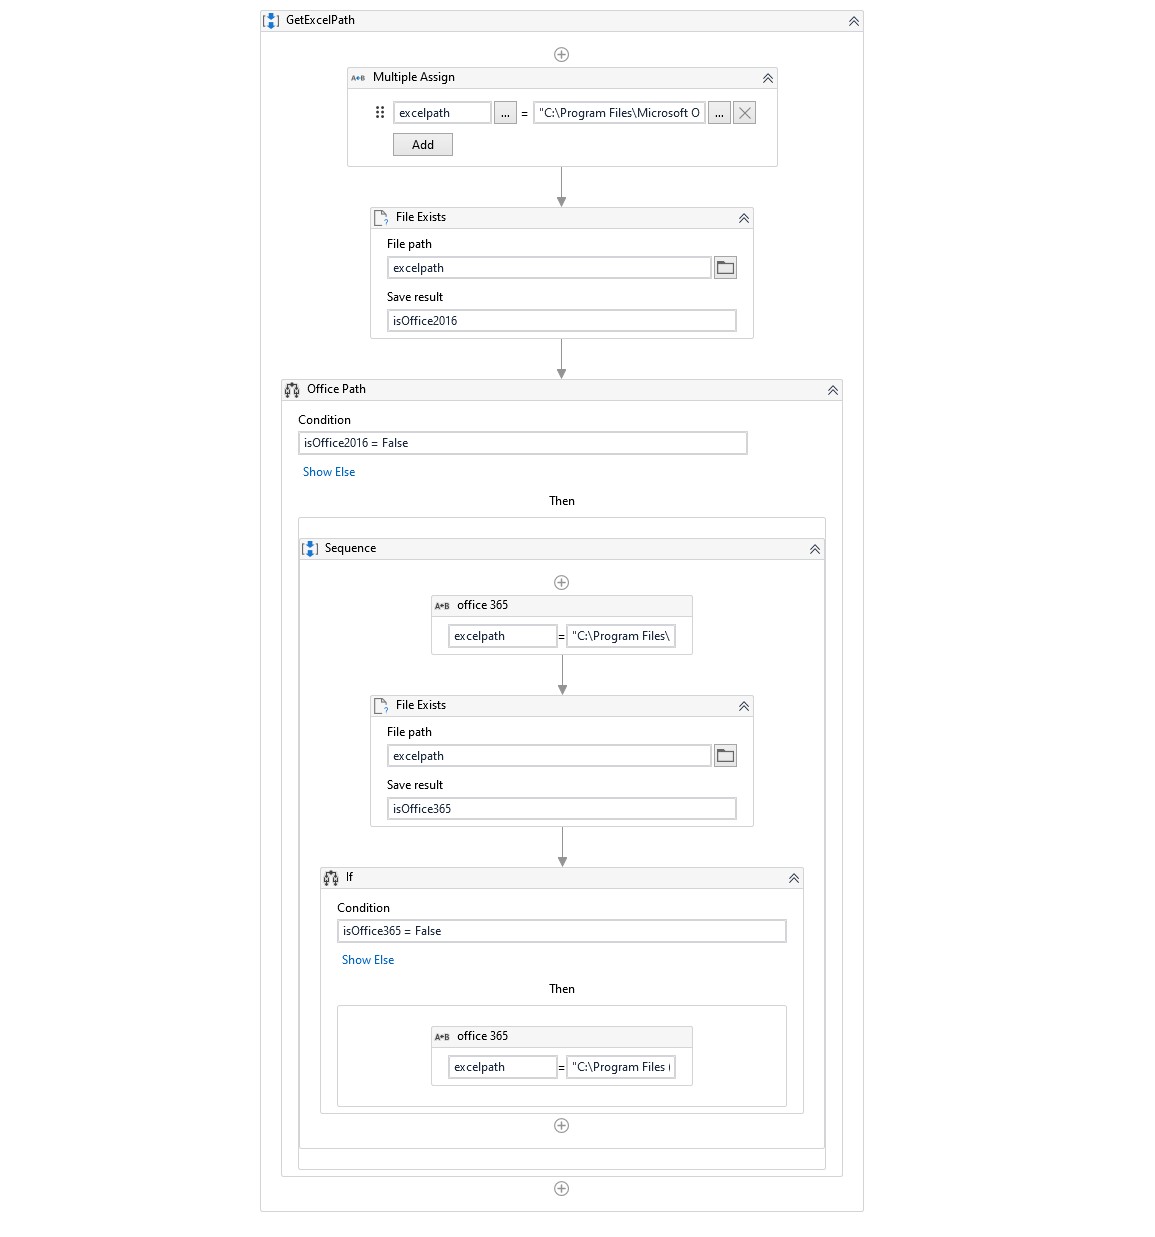 GetExcelPath
A+B Multiple Assign
excelpath ... = "C:\Program Files\Microsoft O ...
Add
File Exists
File path
excelpath
Save result
isOffice2016
Office Path
Condition
isOffice2016 = False
Show Else
Then
Sequence
A+B office 365
excelpath = "C:\Program Files\
File Exists
File path
excelpath
Save result
isOffice365
If
Condition
isOffice365 = False
Show Else
Then
A+B office 365
excelpath = "C:\Program Files (